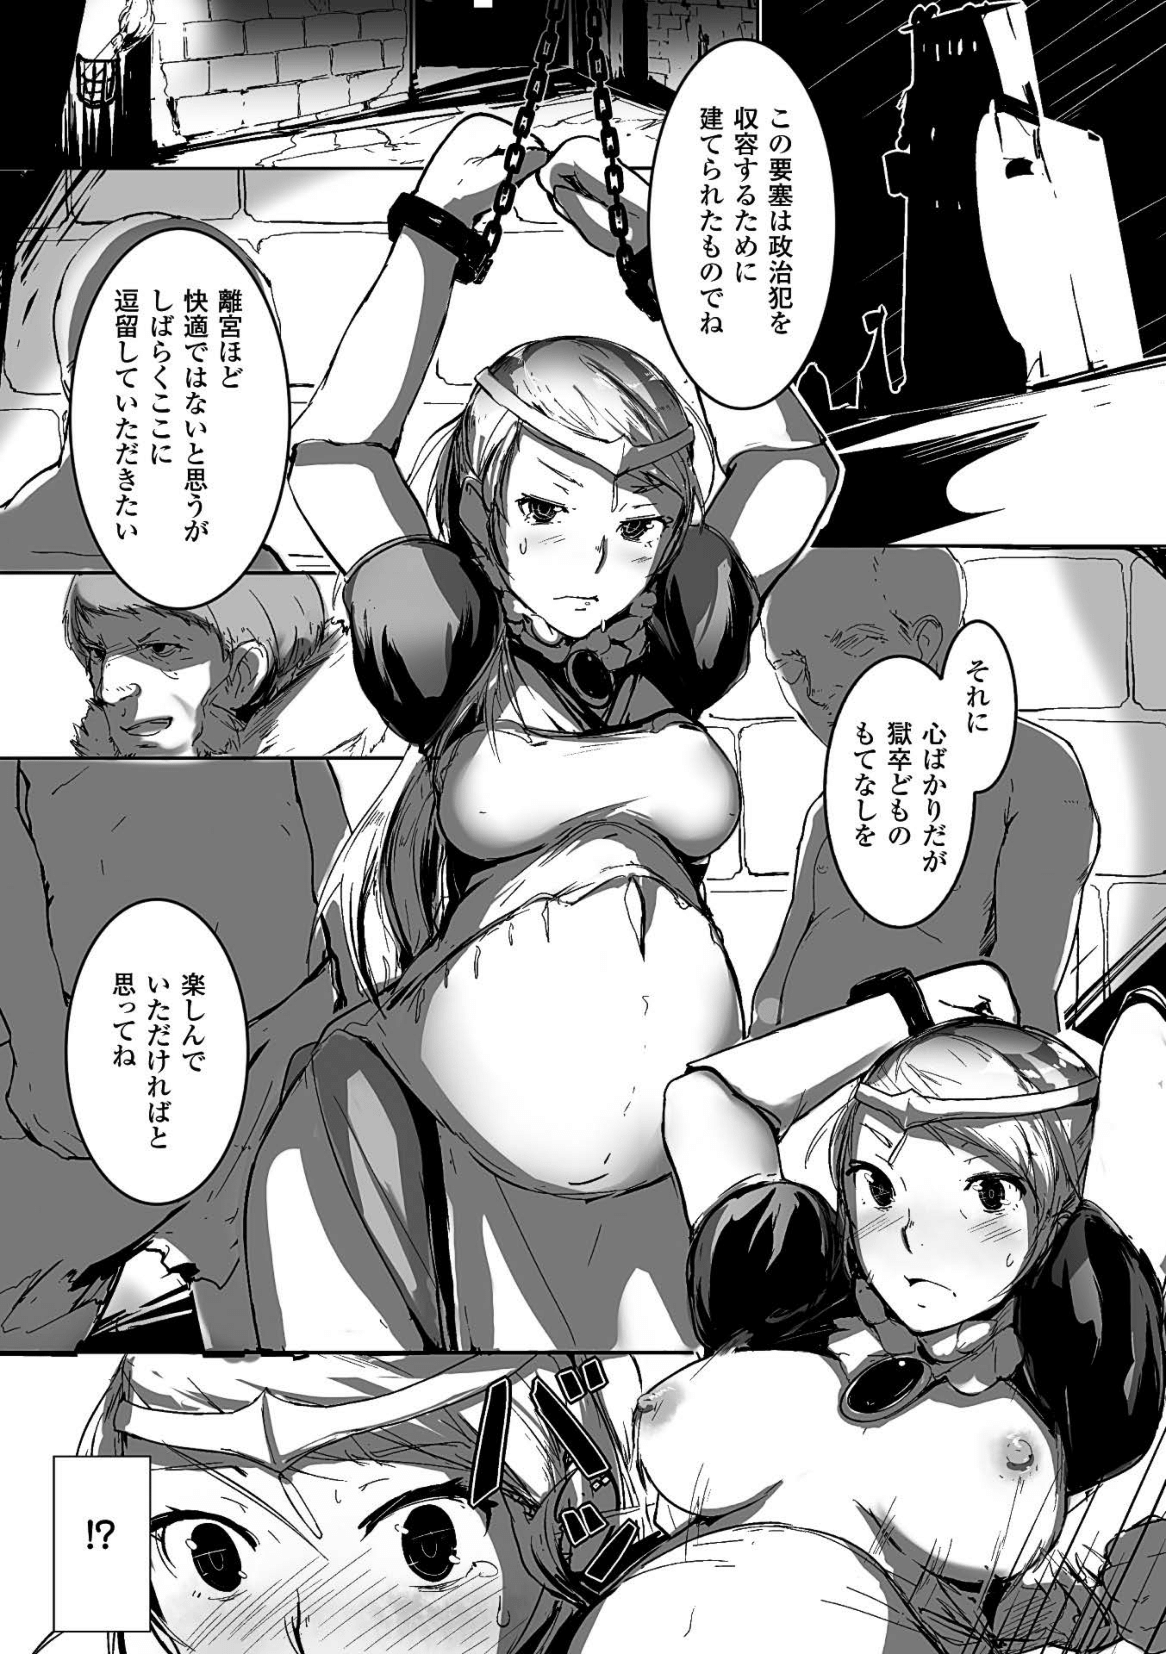 この要塞は政治犯を
収容するために
建てられたものでね
離宮ほど
快適ではないと思うが
しばらくここに
逗留していただきたい
それに
心ばかりだが
獄卒どもの
もてなしを
楽しんで
いただければと
思ってね
バッ
!?